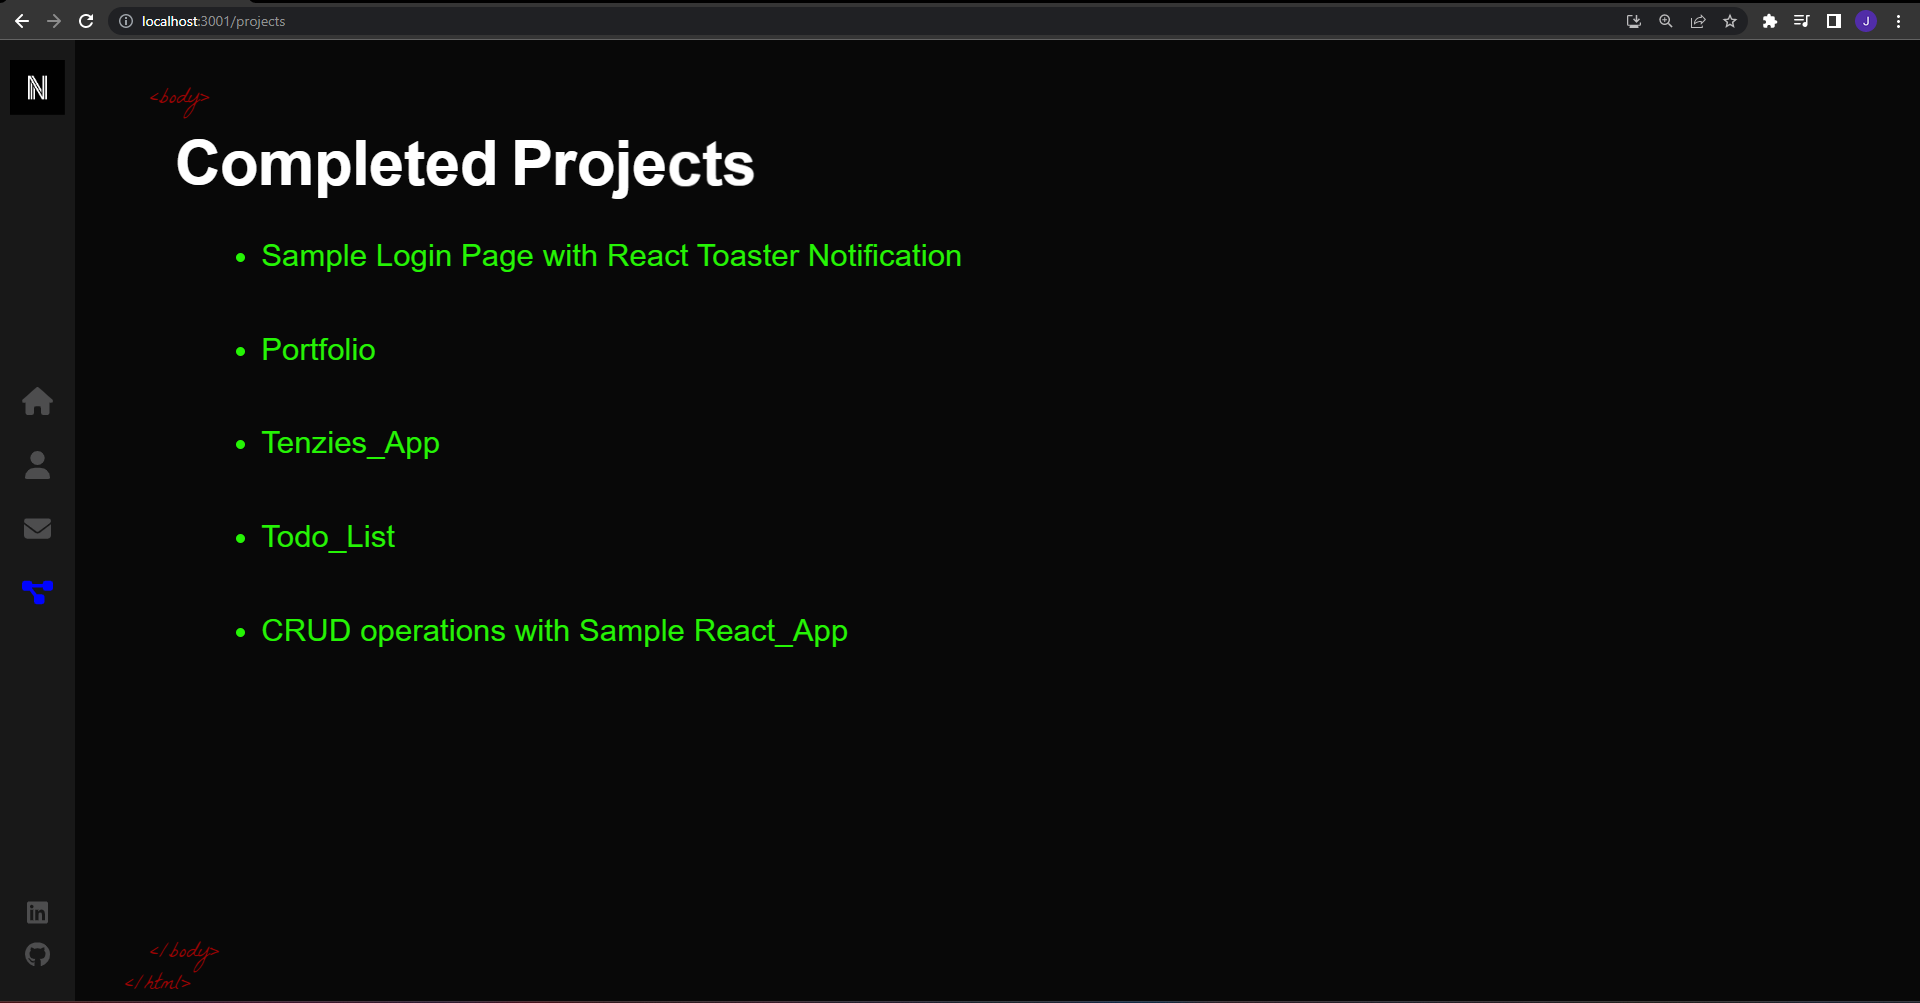 localhost:3001/projects
J
N
<body>
Completed Projects
• Sample Login Page with React Toaster Notification
• Portfolio
• Tenzies_App
• Todo_List
• CRUD operations with Sample React_App
in
</body>
</html>